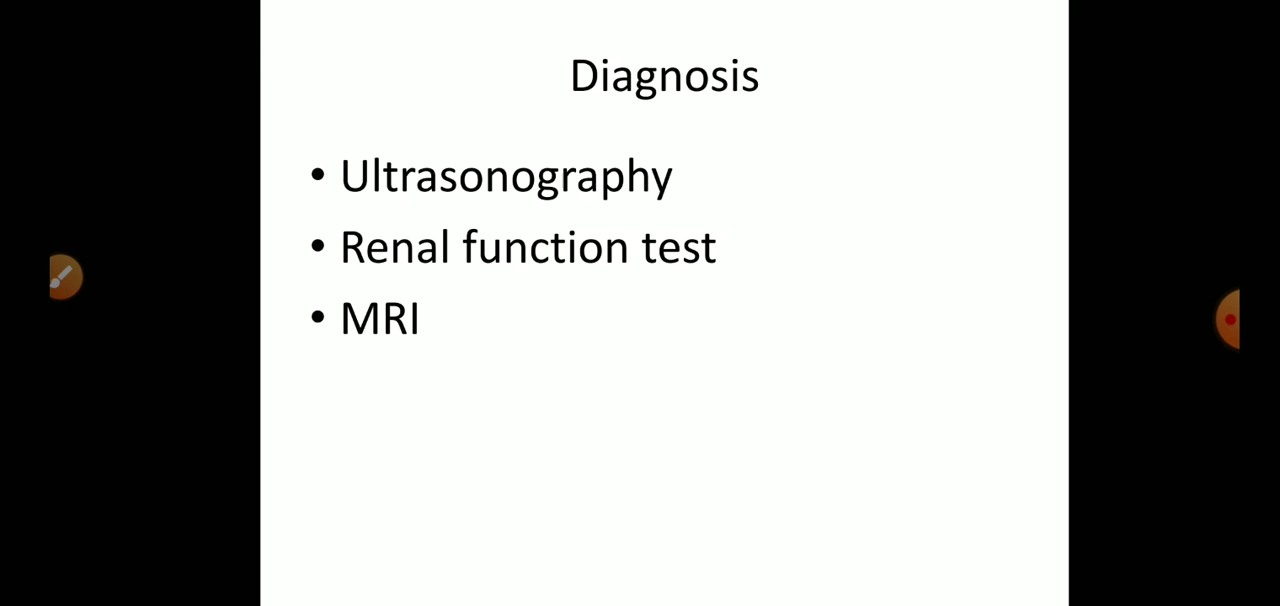 Diagnosis
• Ultrasonography
• Renal function test
• MRI